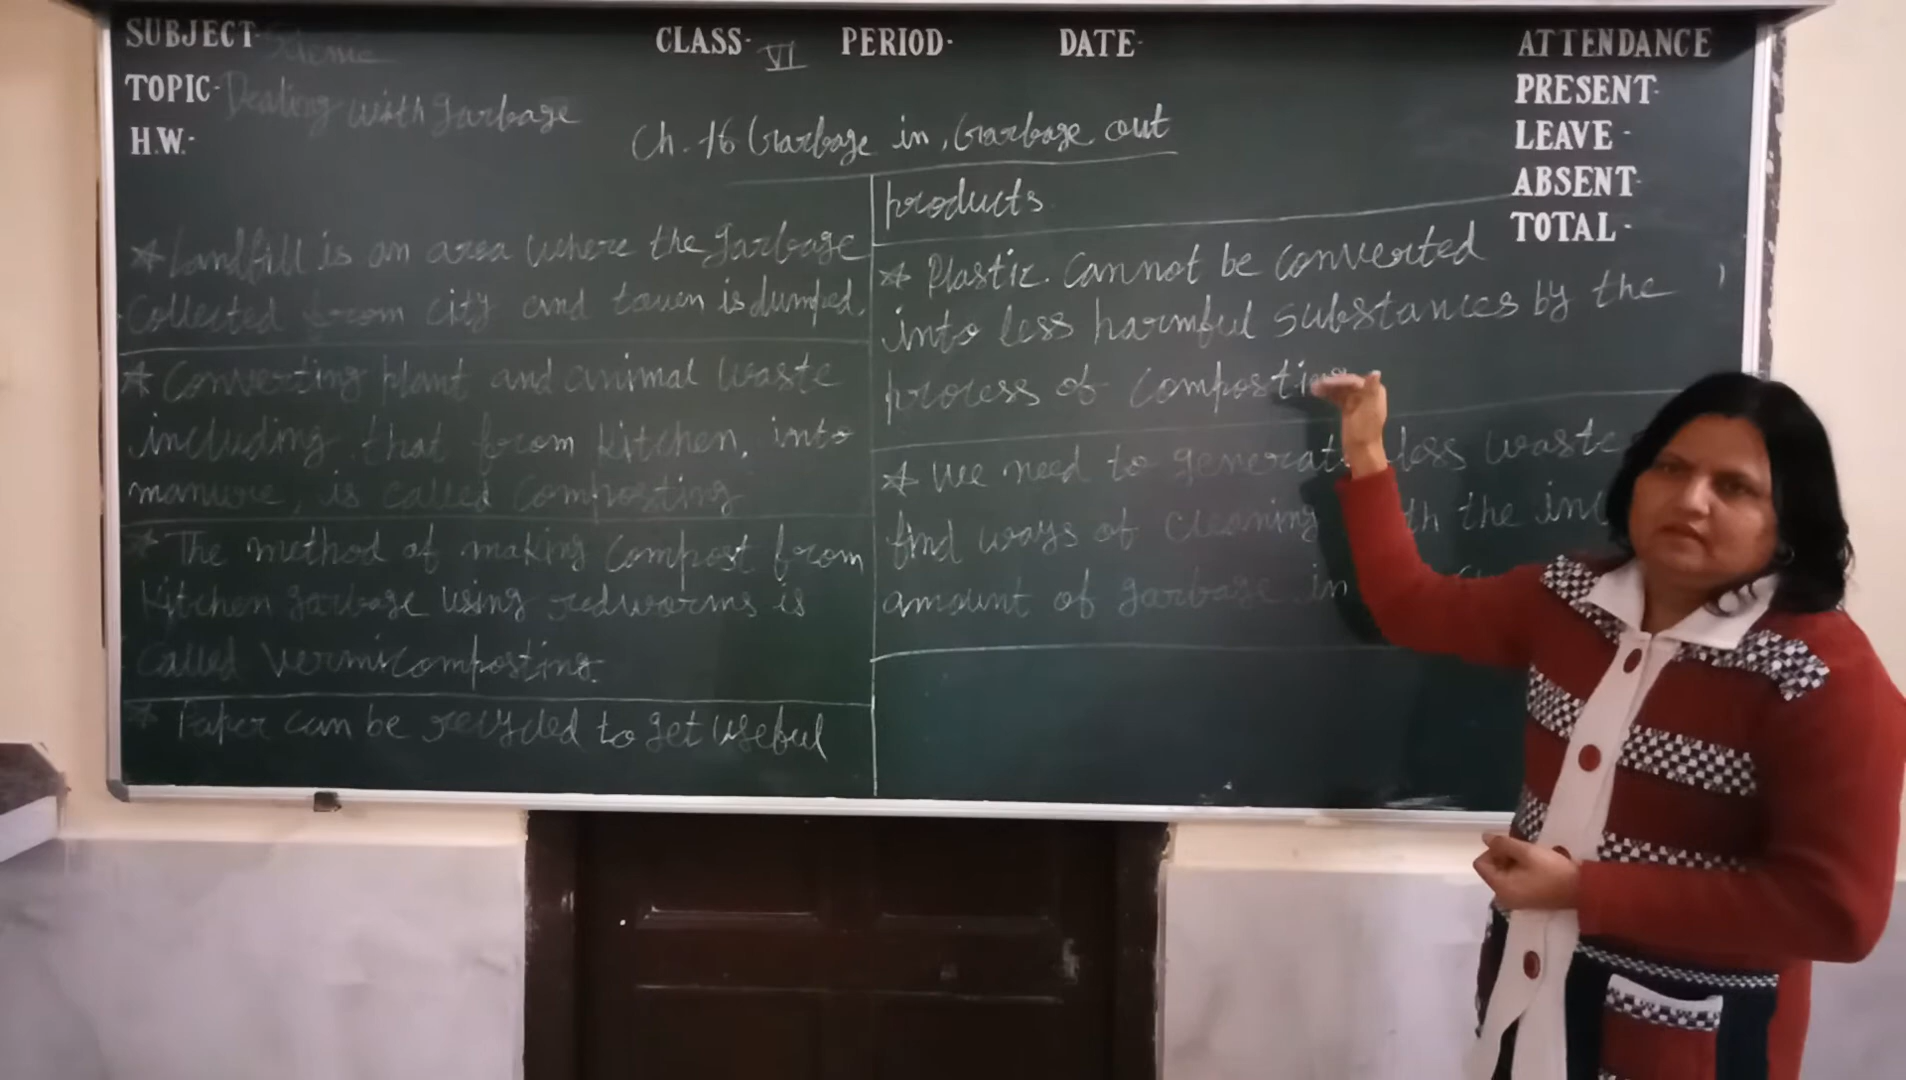 SUBJECT- Science
CLASS- VI
PERIOD-
DATE-
ATTENDANCE
TOPIC- Dealing with garbage
PRESENT-
H.W.-
LEAVE -
ABSENT-
TOTAL-
Ch. 16 Garbage in, Garbage out
* Landfill is an area where the garbage
collected from city and town is dumped.
* Converting plant and animal waste
including that from kitchen, into
manure, is called composting
* The method of making compost from
kitchen garbage using redworms is
called vermicomposting.
* Paper can be recycled to get useful
products.
* Plastic cannot be converted
into less harmful substances by the
process of composting
* We need to generate less waste
find ways of cleaning the
amount of garbage in